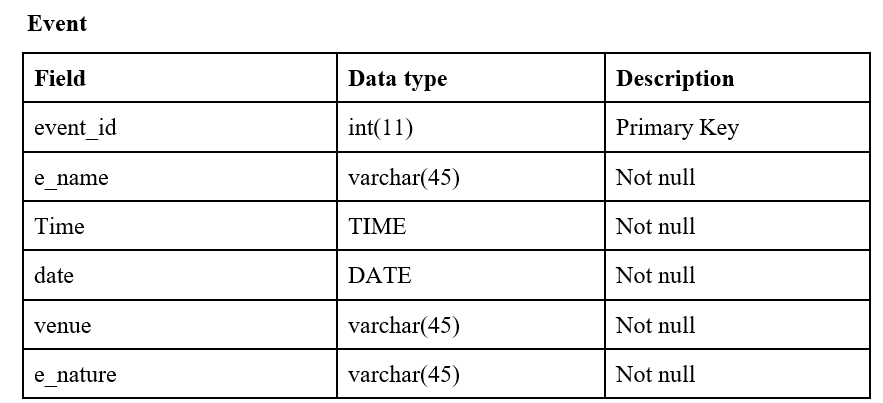 Event
Field Data type Description
event_id int(11) Primary Key
e_name varchar(45) Not null
Time TIME Not null
date DATE Not null
venue varchar(45) Not null
e_nature varchar(45) Not null